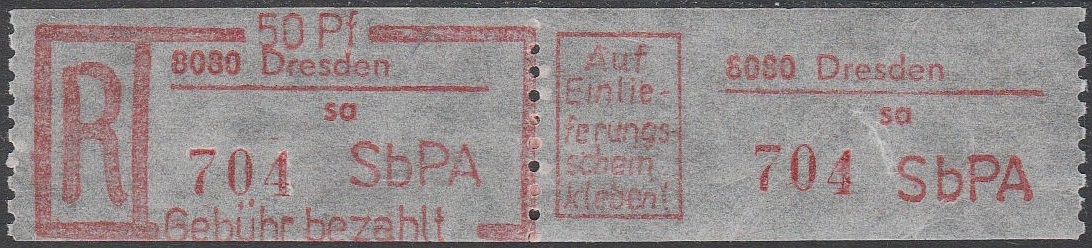 50 Pf
R
8080 Dresden
sa
704 SbPA
Gebühr bezahlt
Auf
Einlie-
ferungs-
schein
kleben!
8080 Dresden
sa
704 SbPA